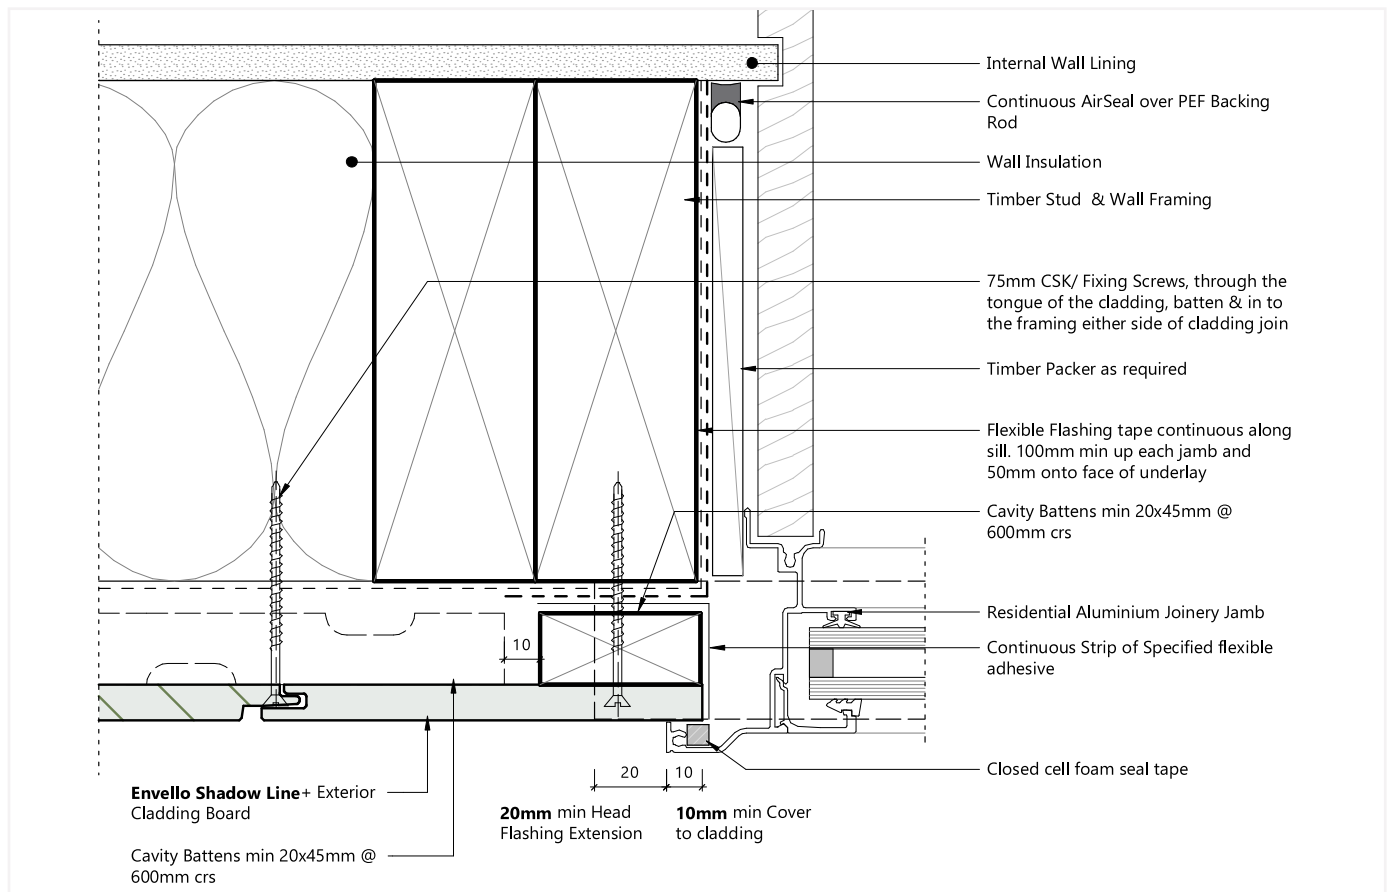 Internal Wall Lining
Continuous AirSeal over PEF Backing
Rod
Wall Insulation
Timber Stud & Wall Framing
75mm CSK/ Fixing Screws, through the
tongue of the cladding, batten & in to
the framing either side of cladding join
Timber Packer as required
Flexible Flashing tape continuous along
sill. 100mm min up each jamb and
50mm onto face of underlay
Cavity Battens min 20x45mm @
600mm crs
Residential Aluminium Joinery Jamb
Continuous Strip of Specified flexible
adhesive
Closed cell foam seal tape
10
20
10
Envello Shadow Line+ Exterior
Cladding Board
20mm min Head
Flashing Extension
10mm min Cover
to cladding
Cavity Battens min 20x45mm @
600mm crs